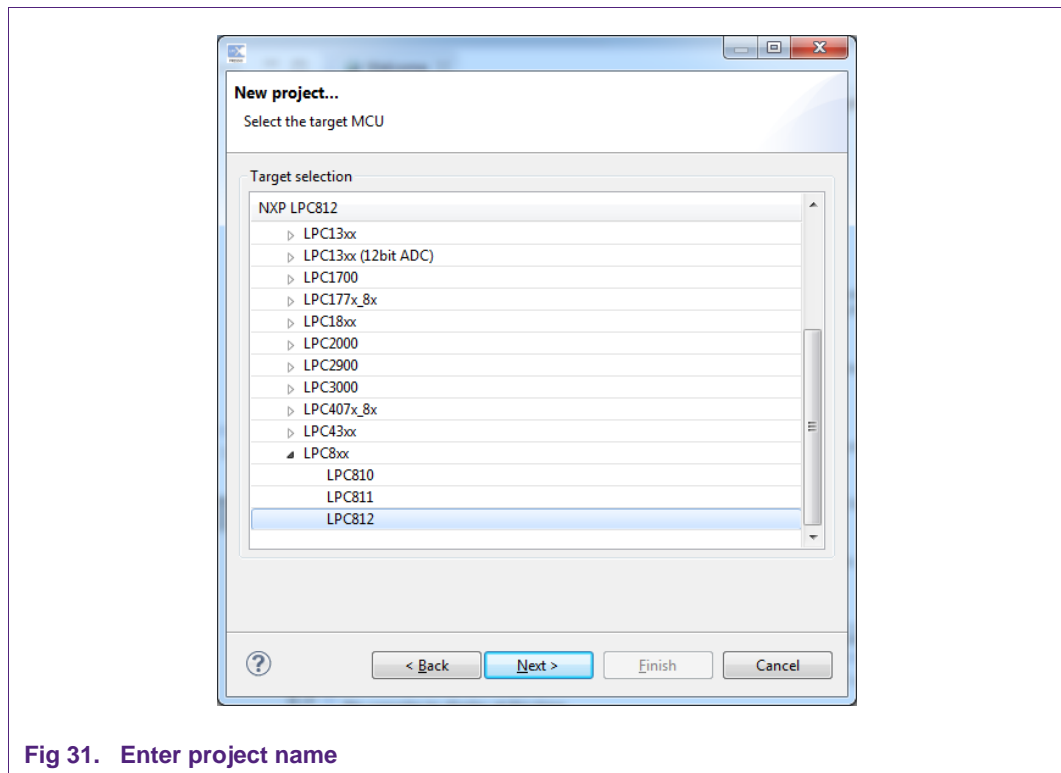 New project...
Select the target MCU
Target selection
NXP LPC812
LPC13xx
LPC13xx (12bit ADC)
LPC1700
LPC177x_8x
LPC18xx
LPC2000
LPC2900
LPC3000
LPC407x_8x
LPC43xx
LPC8xx
LPC810
LPC811
LPC812
?
< Back Next > Finish Cancel
Fig 31. Enter project name